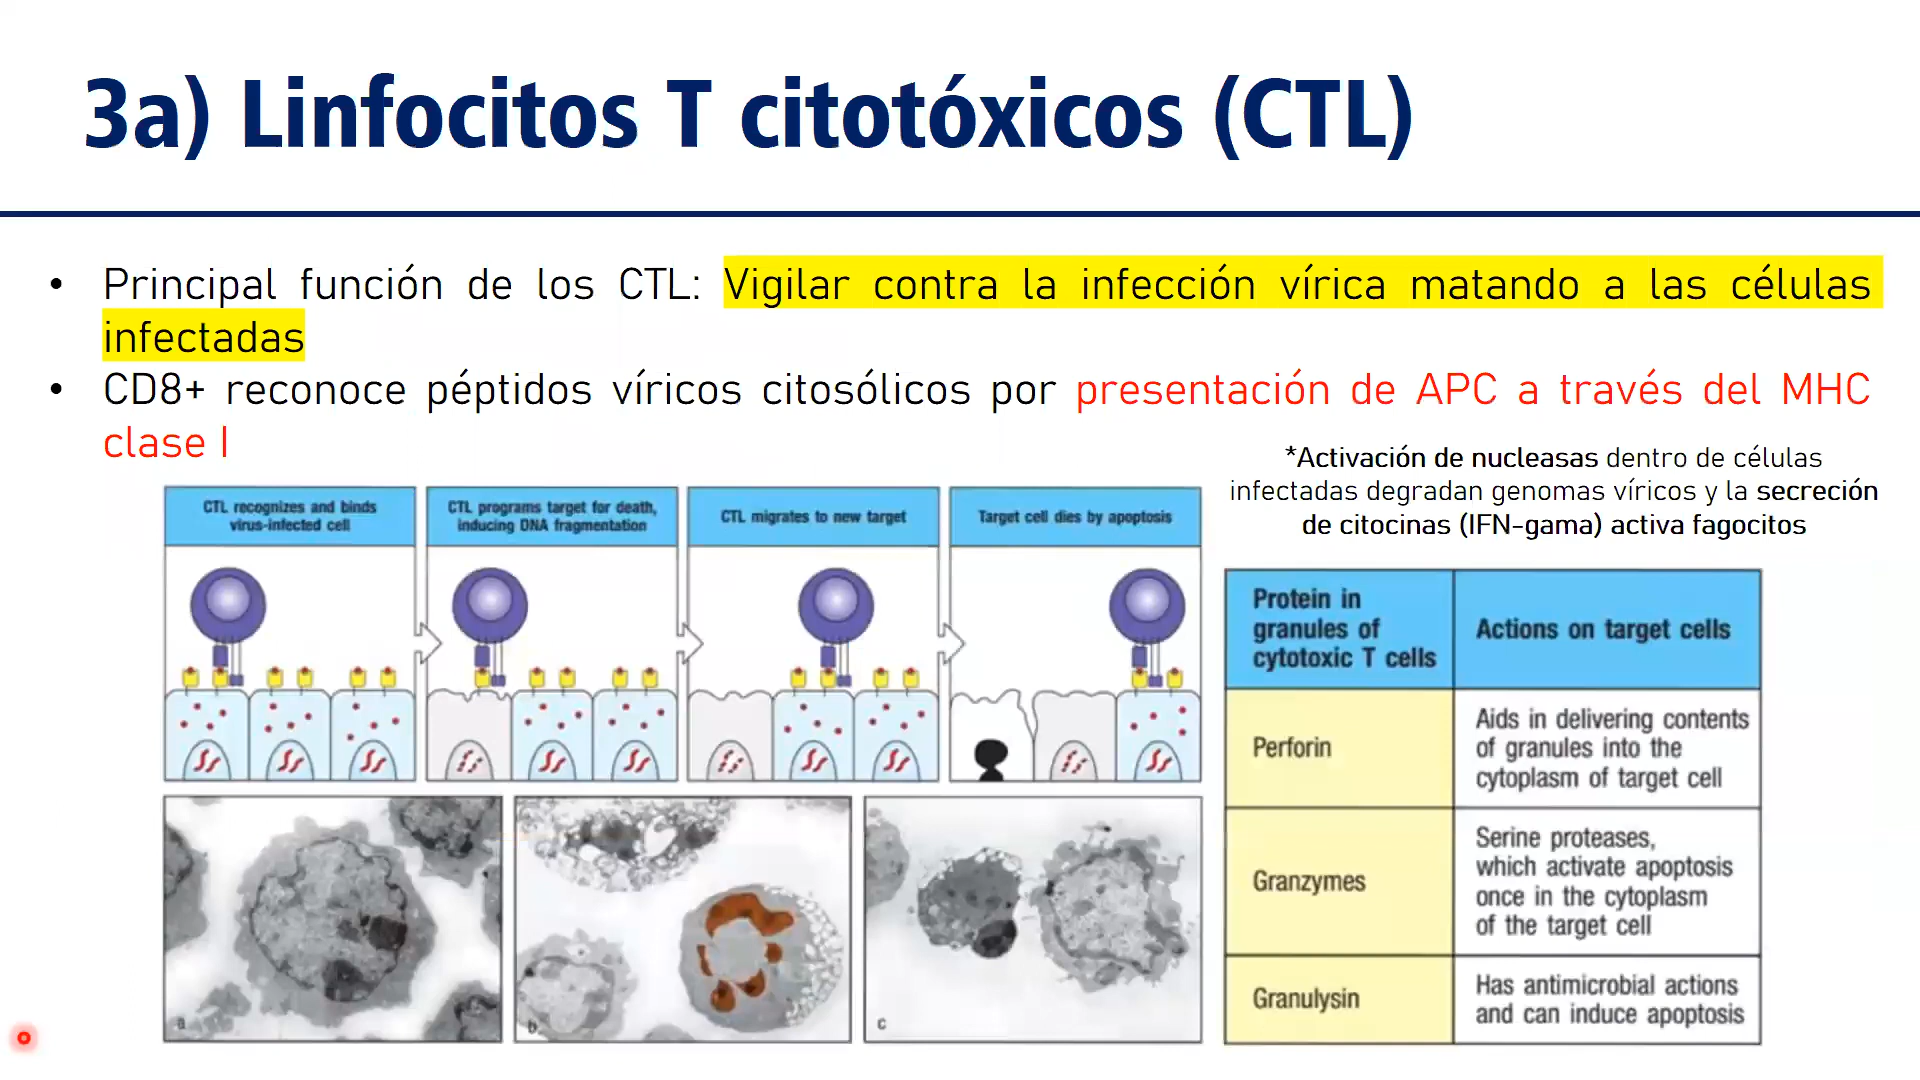 3a) Linfocitos T citotóxicos (CTL)
• Principal función de los CTL: Vigilar contra la infección vírica matando a las células
infectadas
• CD8+ reconoce péptidos víricos citosólicos por presentación de APC a través del MHC
clase I
*Activación de nucleasas dentro de células
infectadas degradan genomas víricos y la secreción
de citocinas (IFN-gama) activa fagocitos
CTL recognizes and binds
virus-infected cell
CTL programs target for death,
inducing DNA fragmentation
CTL migrates to new target
Target cell dies by apoptosis
a
b
c
Protein in
granules of
cytotoxic T cells
Actions on target cells
Perforin
Aids in delivering contents
of granules into the
cytoplasm of target cell
Granzymes
Serine proteases,
which activate apoptosis
once in the cytoplasm
of the target cell
Granulysin
Has antimicrobial actions
and can induce apoptosis